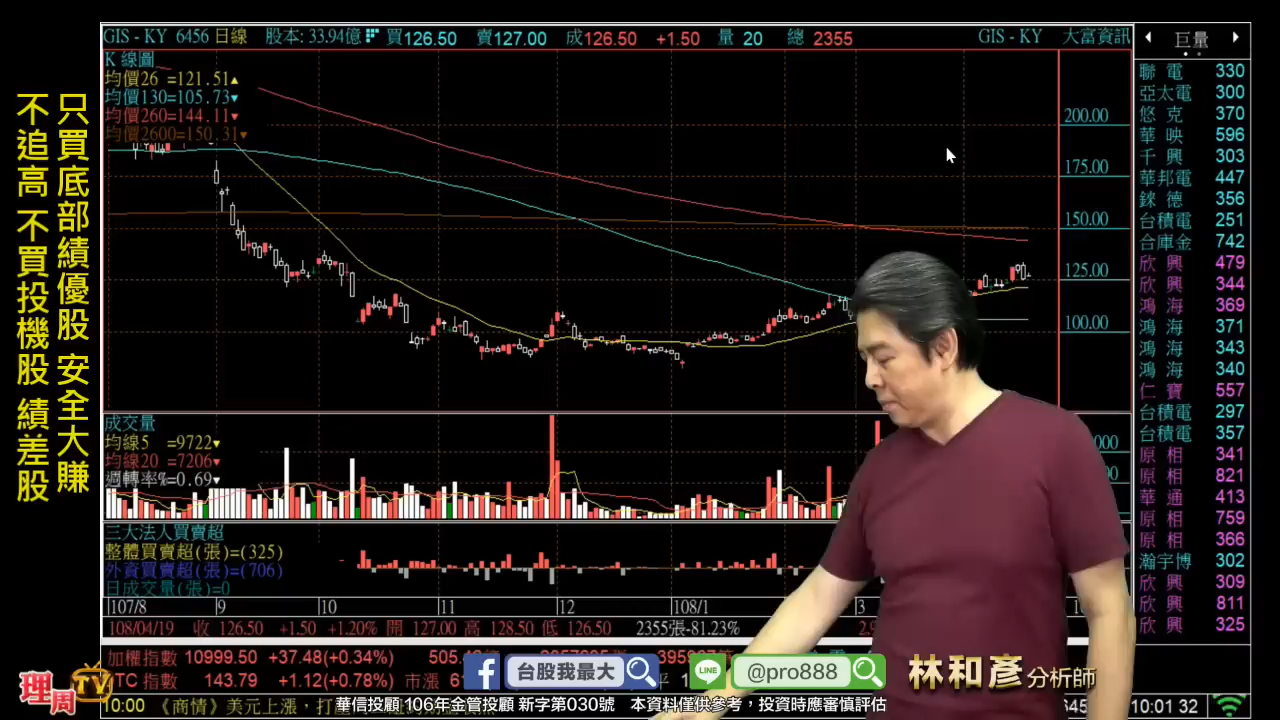 只買底部績優股 安全大賺
不追高 不買投機股 績差股
GIS - KY 6456 日線 股本: 33.94億 買126.50 賣127.00 成126.50 +1.50 量 20 總 2355 GIS - KY 大富資訊
K 線圖
均價26 =121.51
均價130=105.73
均價260=144.11
均價2600=150.31
200.00
175.00
150.00
125.00
100.00
成交量
均線5 =9722
均線20 =7206
週轉率%=0.69
三大法人買賣超
整體買賣超(張)=(325)
外資買賣超(張)=(706)
日成交量(張)=0
107/8 9 10 11 12 108/1 3
108/04/19 收 126.50 +1.50 +1.20% 開 127.00 高 128.50 低 126.50 2355張-81.23%
巨量
聯電 330
亞太電 300
悠克 370
華映 596
千興 303
華邦電 447
錸德 356
台積電 251
合庫金 742
欣興 479
欣興 344
鴻海 369
鴻海 371
鴻海 343
鴻海 340
仁寶 557
台積電 297
台積電 357
原相 341
原相 821
華通 413
原相 759
原相 366
瀚宇博 302
欣興 309
欣興 811
欣興 325
加權指數 10999.50 +37.48(+0.34%)
OTC 指數 143.79 +1.12(+0.78%) 市漲
台股我最大
LINE
@pro888
林和彥分析師
理周TV
10:00 《商情》美元上漲，
華信投顧 106年金管投顧 新字第030號 本資料僅供參考，投資時應審慎評估
10:01:32